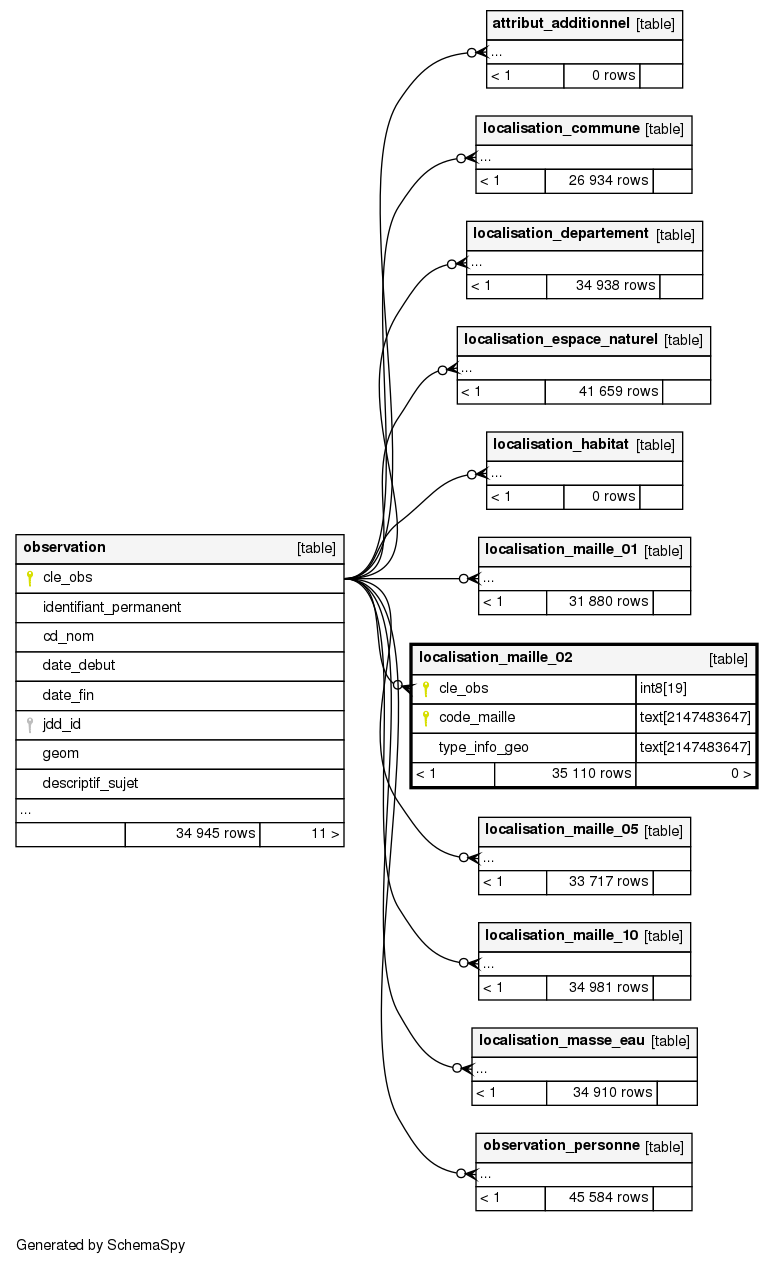 attribut_additionnel [table]
...
< 1 0 rows
localisation_commune [table]
...
< 1 26 934 rows
localisation_departement [table]
...
< 1 34 938 rows
localisation_espace_naturel [table]
...
< 1 41 659 rows
localisation_habitat [table]
...
< 1 0 rows
observation [table]
cle_obs
identifiant_permanent
cd_nom
date_debut
date_fin
jdd_id
geom
descriptif_sujet
...
34 945 rows 11 >
localisation_maille_01 [table]
...
< 1 31 880 rows
localisation_maille_02 [table]
cle_obs int8[19]
code_maille text[2147483647]
type_info_geo text[2147483647]
< 1 35 110 rows 0 >
localisation_maille_05 [table]
...
< 1 33 717 rows
localisation_maille_10 [table]
...
< 1 34 981 rows
localisation_masse_eau [table]
...
< 1 34 910 rows
observation_personne [table]
...
< 1 45 584 rows
Generated by SchemaSpy